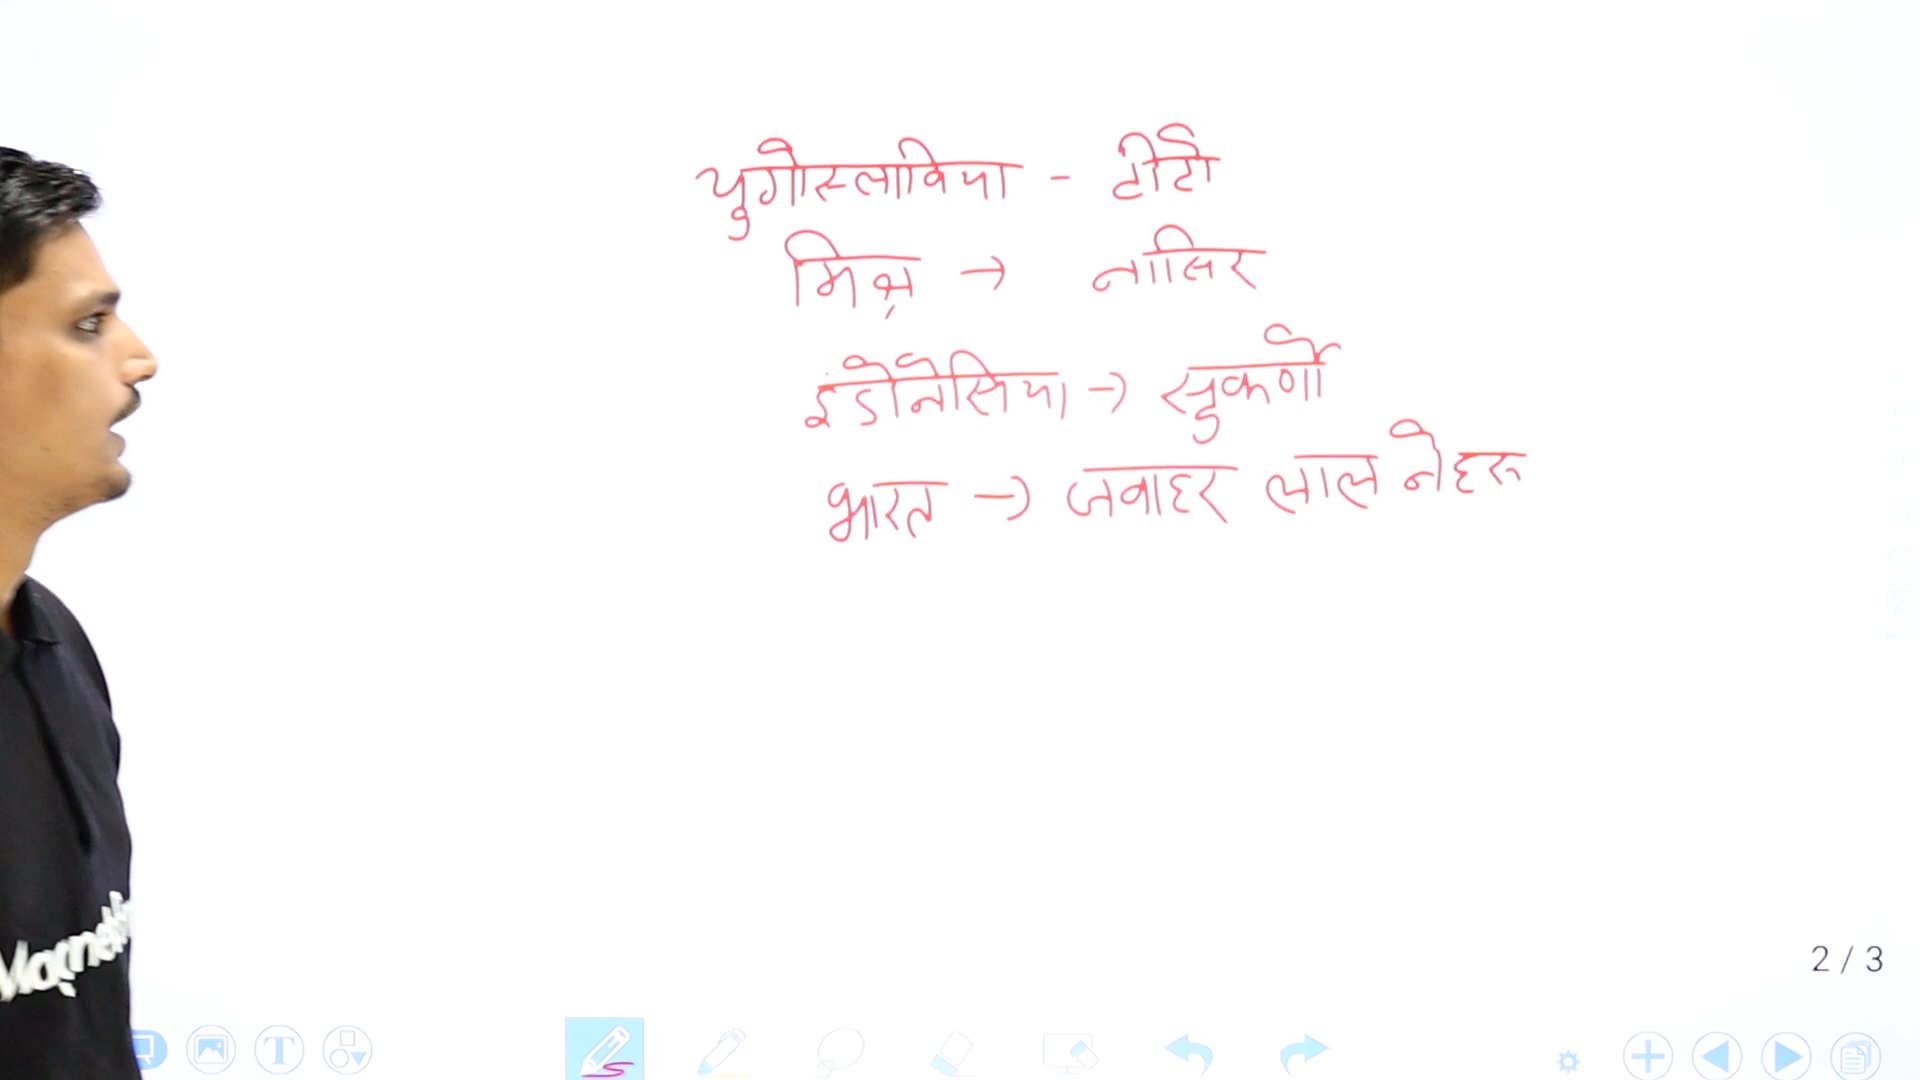 युगोस्लाविया - टीटो
मिस्र → नासिर
इंडोनेसिया → सुकर्णो
भारत → जवाहर लाल नेहरू
2 / 3
T